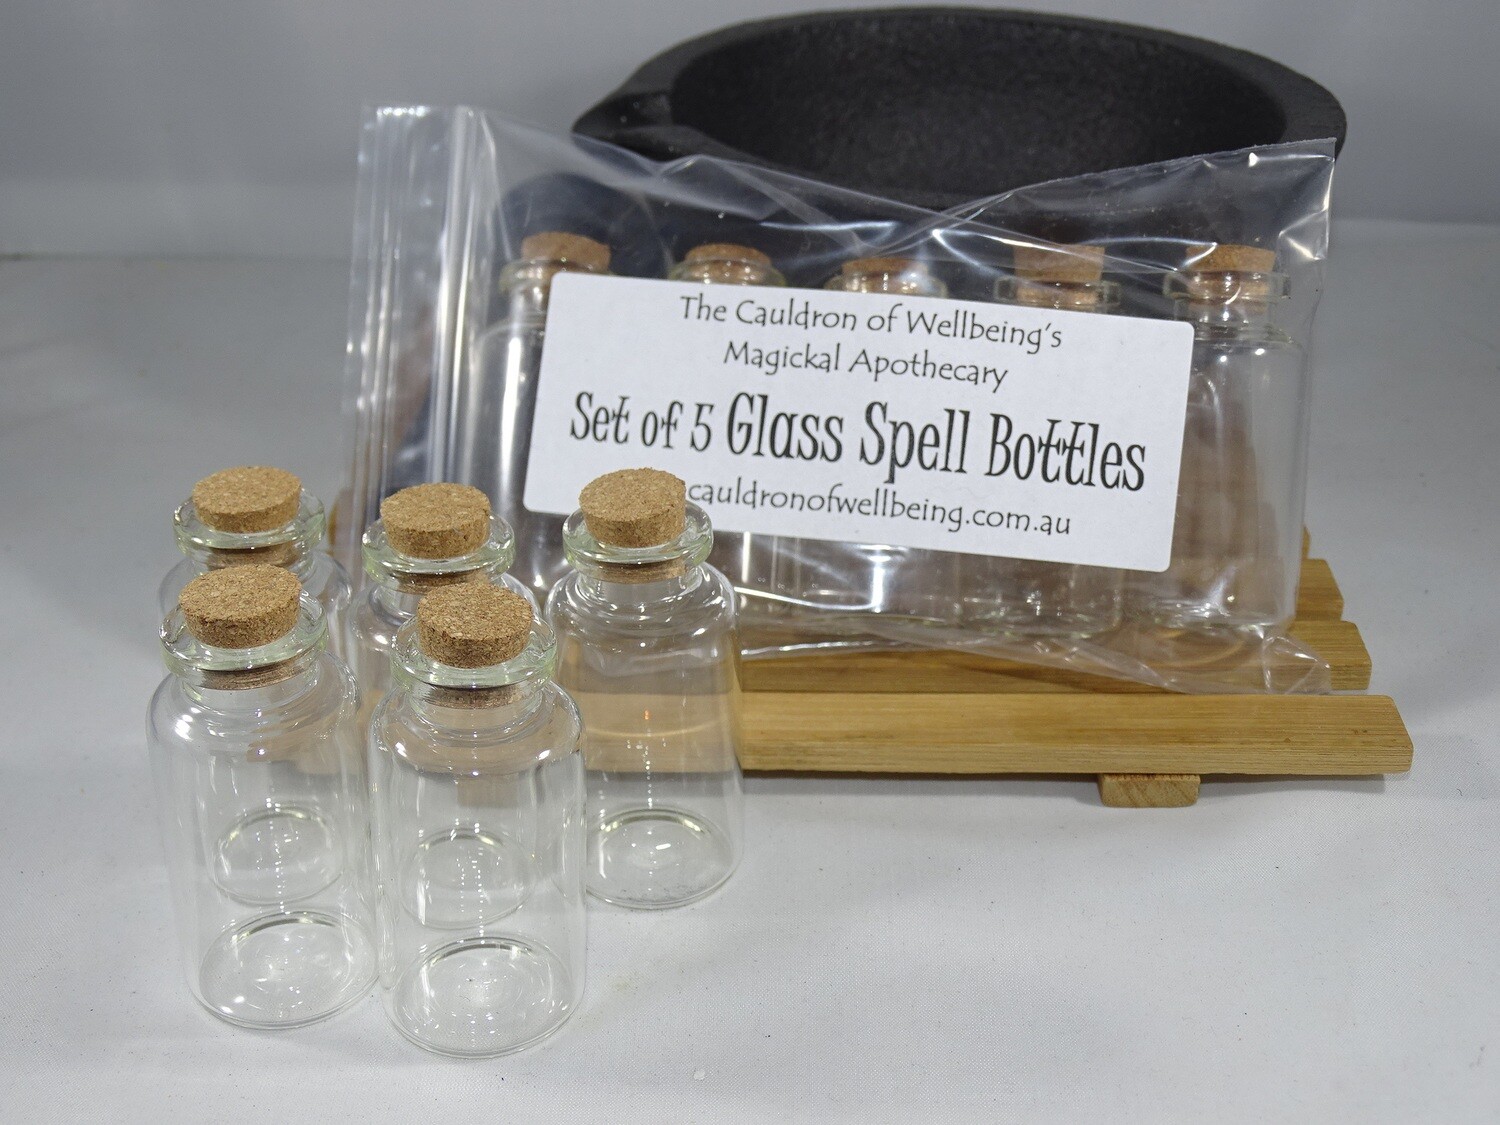 The Cauldron of Wellbeing's
Magickal Apothecary
Set of 5 Glass Spell Bottles
cauldronofwellbeing.com.au